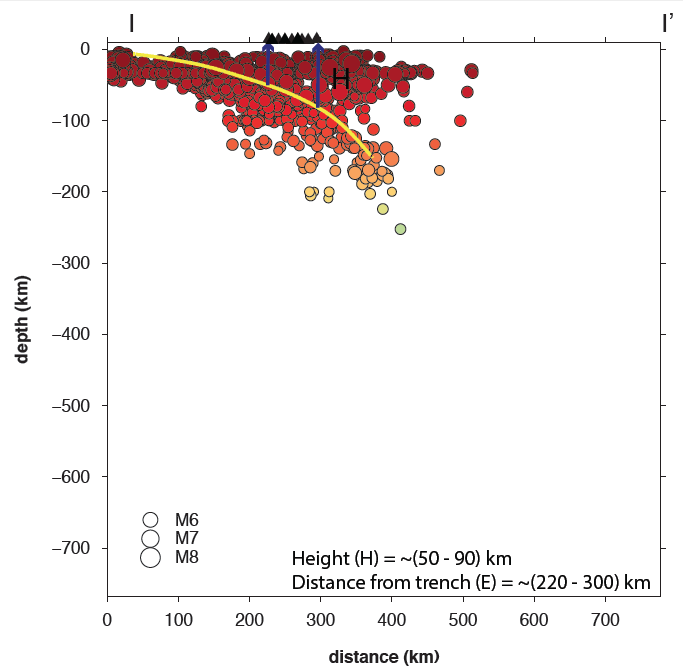 I I’
0
−100
H
−200
−300
depth (km)
−400
−500
−600
M6
M7
−700
M8
Height (H) = ~(50 - 90) km
Distance from trench (E) = ~(220 - 300) km
0 100 200 300 400 500 600 700
distance (km)